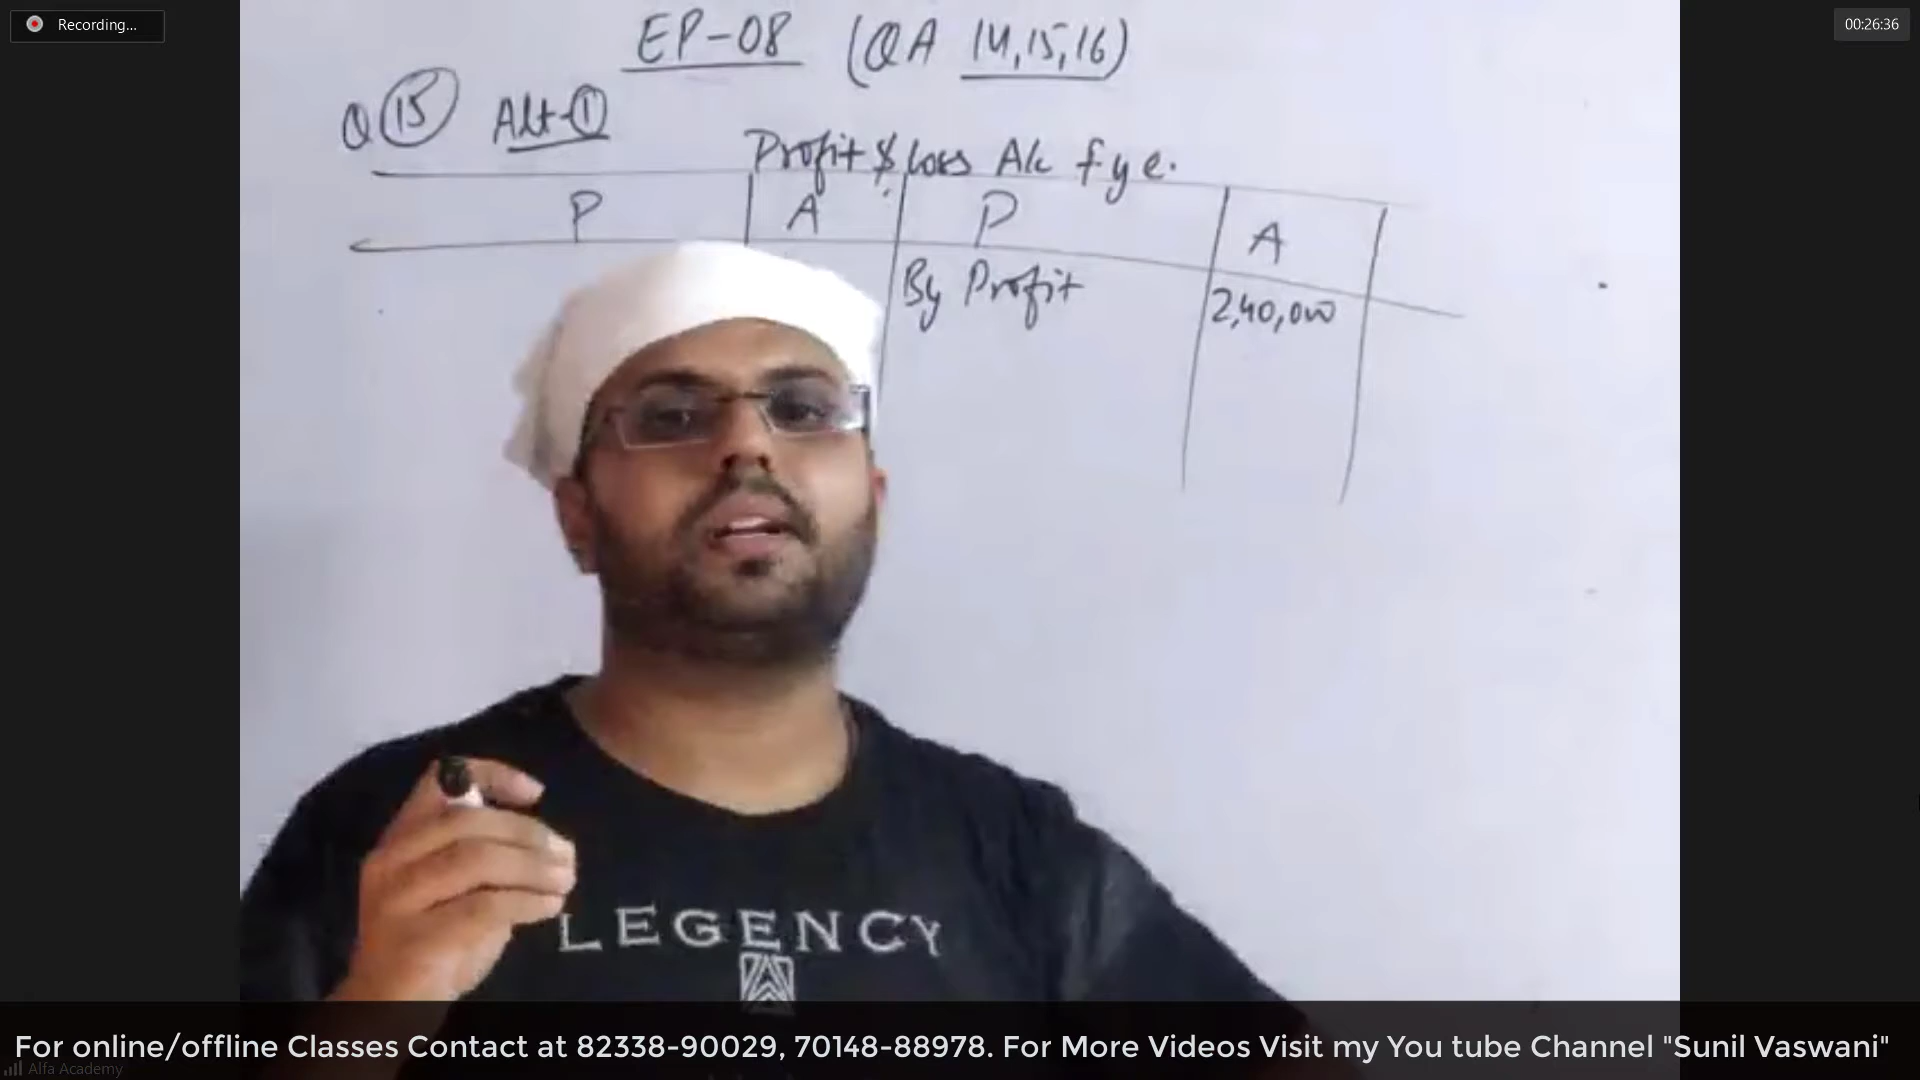 Recording...
00:26:36
EP-08 (QA 14,15,16)
Q 15 Alt-1
Profit & Loss A/c f y e.
P A P A
By Profit 2,40,000
LEGENCY
For online/offline Classes Contact at 82338-90029, 70148-88978. For More Videos Visit my You tube Channel "Sunil Vaswani"
Alfa Academy